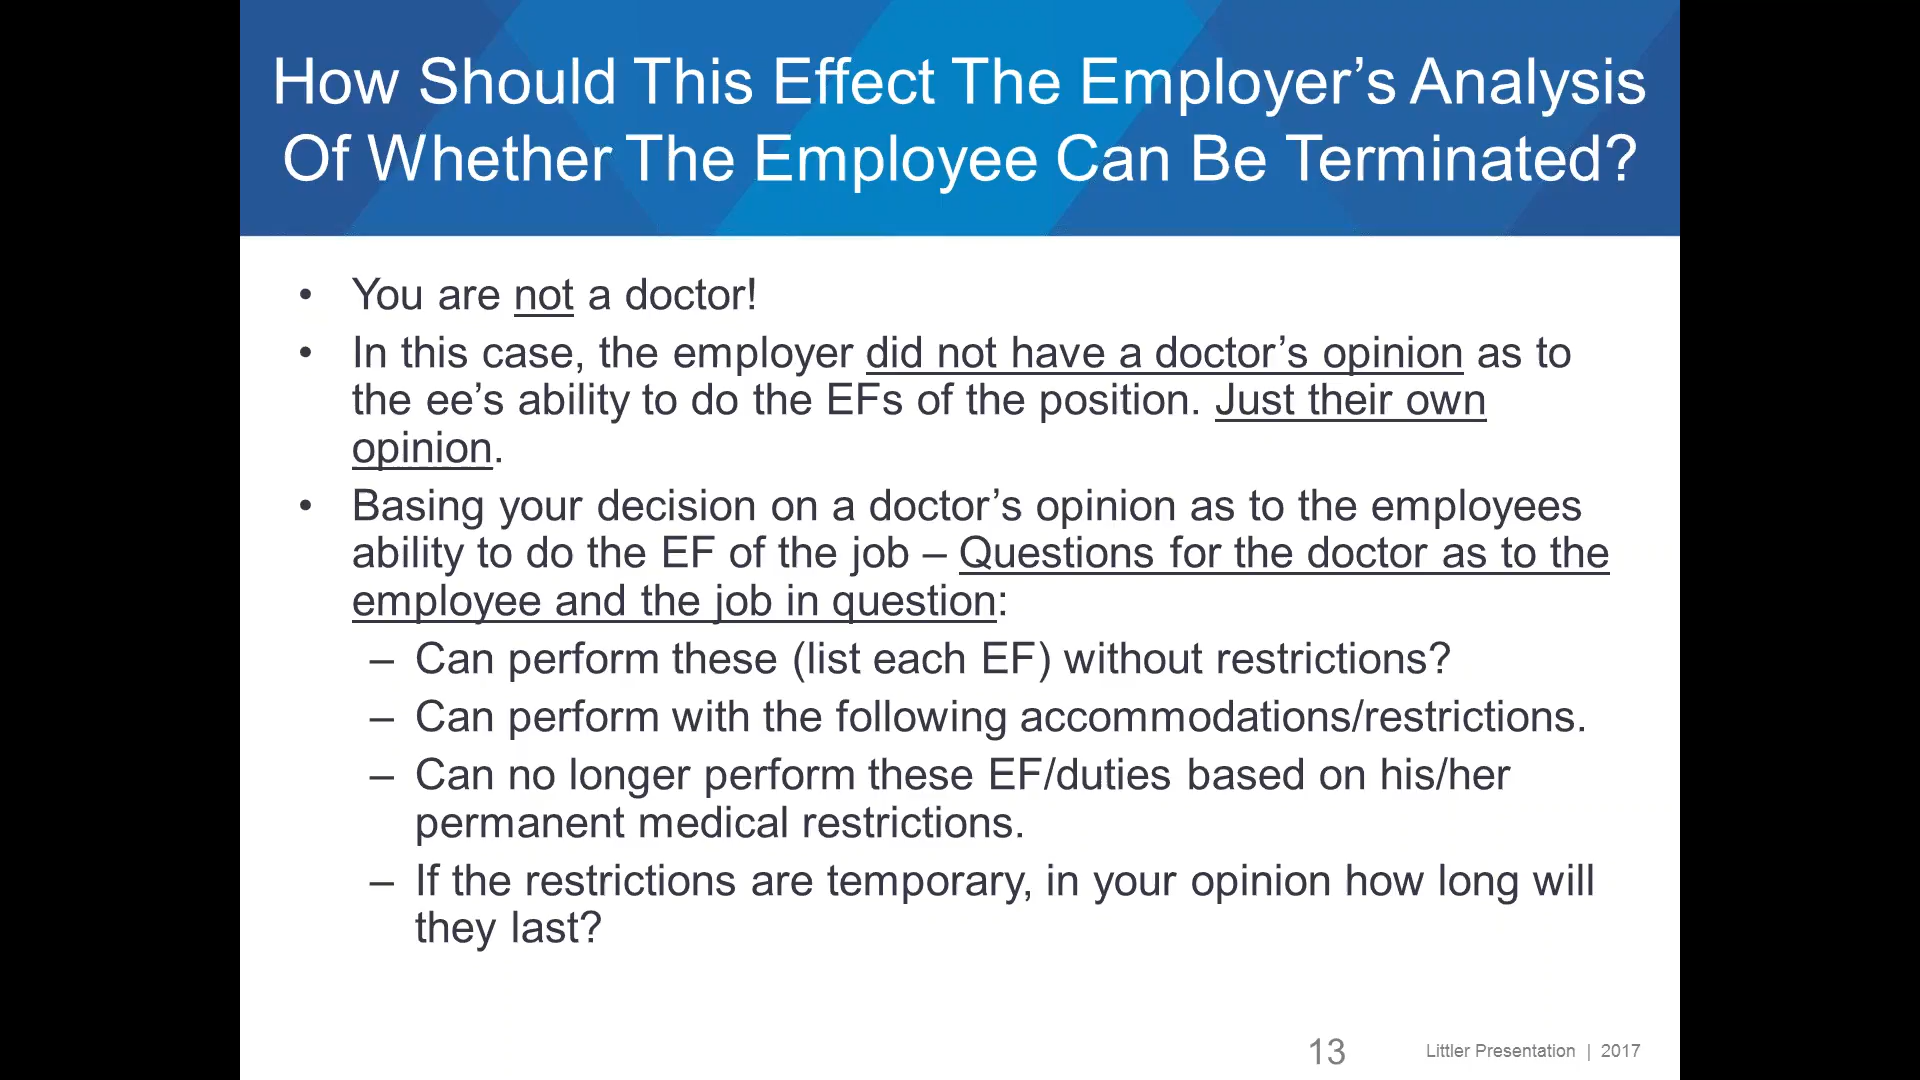 How Should This Effect The Employer’s Analysis
Of Whether The Employee Can Be Terminated?
• You are not a doctor!
• In this case, the employer did not have a doctor’s opinion as to
the ee’s ability to do the EFs of the position. Just their own
opinion.
• Basing your decision on a doctor’s opinion as to the employees
ability to do the EF of the job – Questions for the doctor as to the
employee and the job in question:
– Can perform these (list each EF) without restrictions?
– Can perform with the following accommodations/restrictions.
– Can no longer perform these EF/duties based on his/her
permanent medical restrictions.
– If the restrictions are temporary, in your opinion how long will
they last?
13 Littler Presentation | 2017